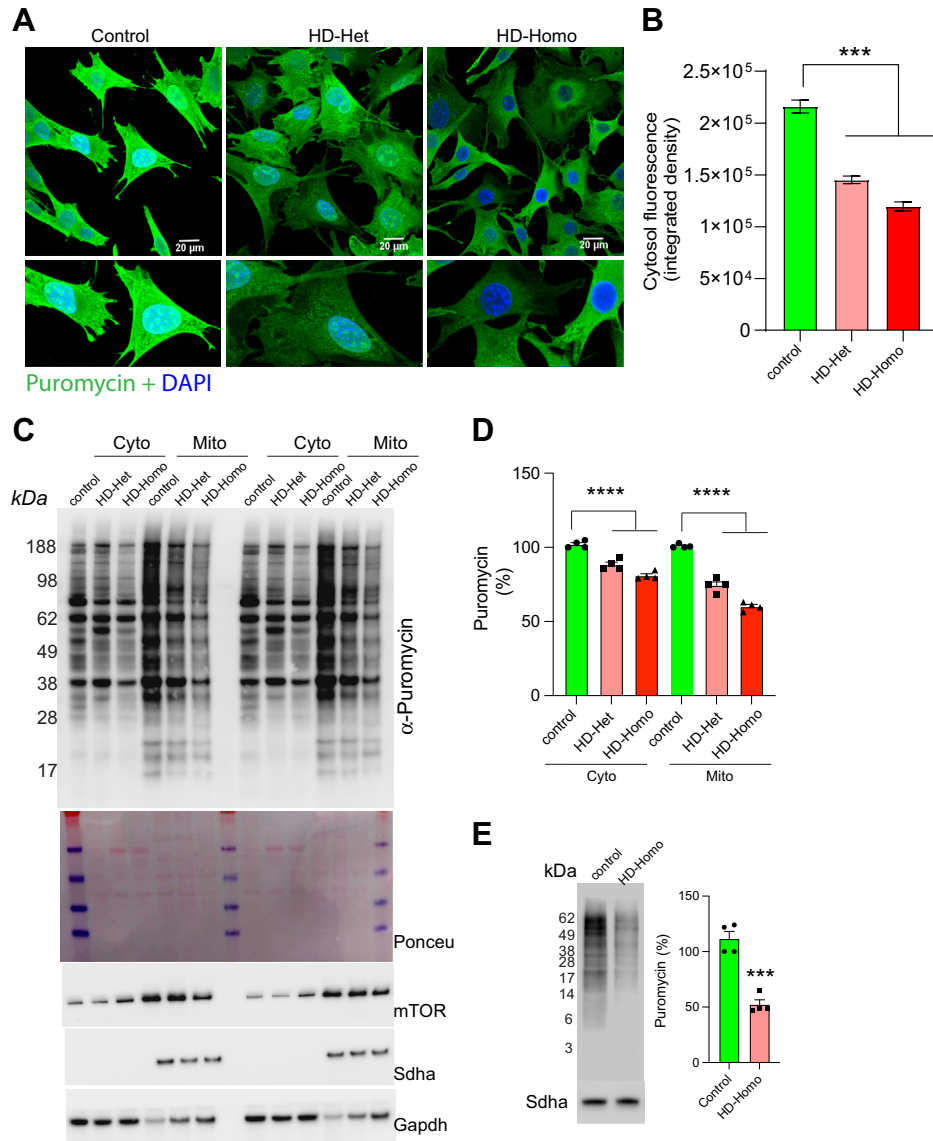 A
Control
HD-Het
HD-Homo
20 µm
20 µm
20 µm
Puromycin + DAPI
B
***
Cytosol fluorescence
(integrated density)
2.5×10⁵
2×10⁵
1.5×10⁵
1×10⁵
5×10⁴
0
control
HD-Het
HD-Homo
C
Cyto
Mito
Cyto
Mito
kDa
control
HD-Het
HD-Homo
control
HD-Het
HD-Homo
control
HD-Het
HD-Homo
control
HD-Het
HD-Homo
188
98
62
49
38
28
17
α-Puromycin
Ponceu
mTOR
Sdha
Gapdh
D
Puromycin
(%)
150
100
50
0
****
****
control
HD-Het
HD-Homo
control
HD-Het
HD-Homo
Cyto
Mito
E
kDa
control
HD-Homo
62
49
38
28
17
14
6
3
Sdha
Puromycin (%)
150
100
50
0
***
Control
HD-Homo